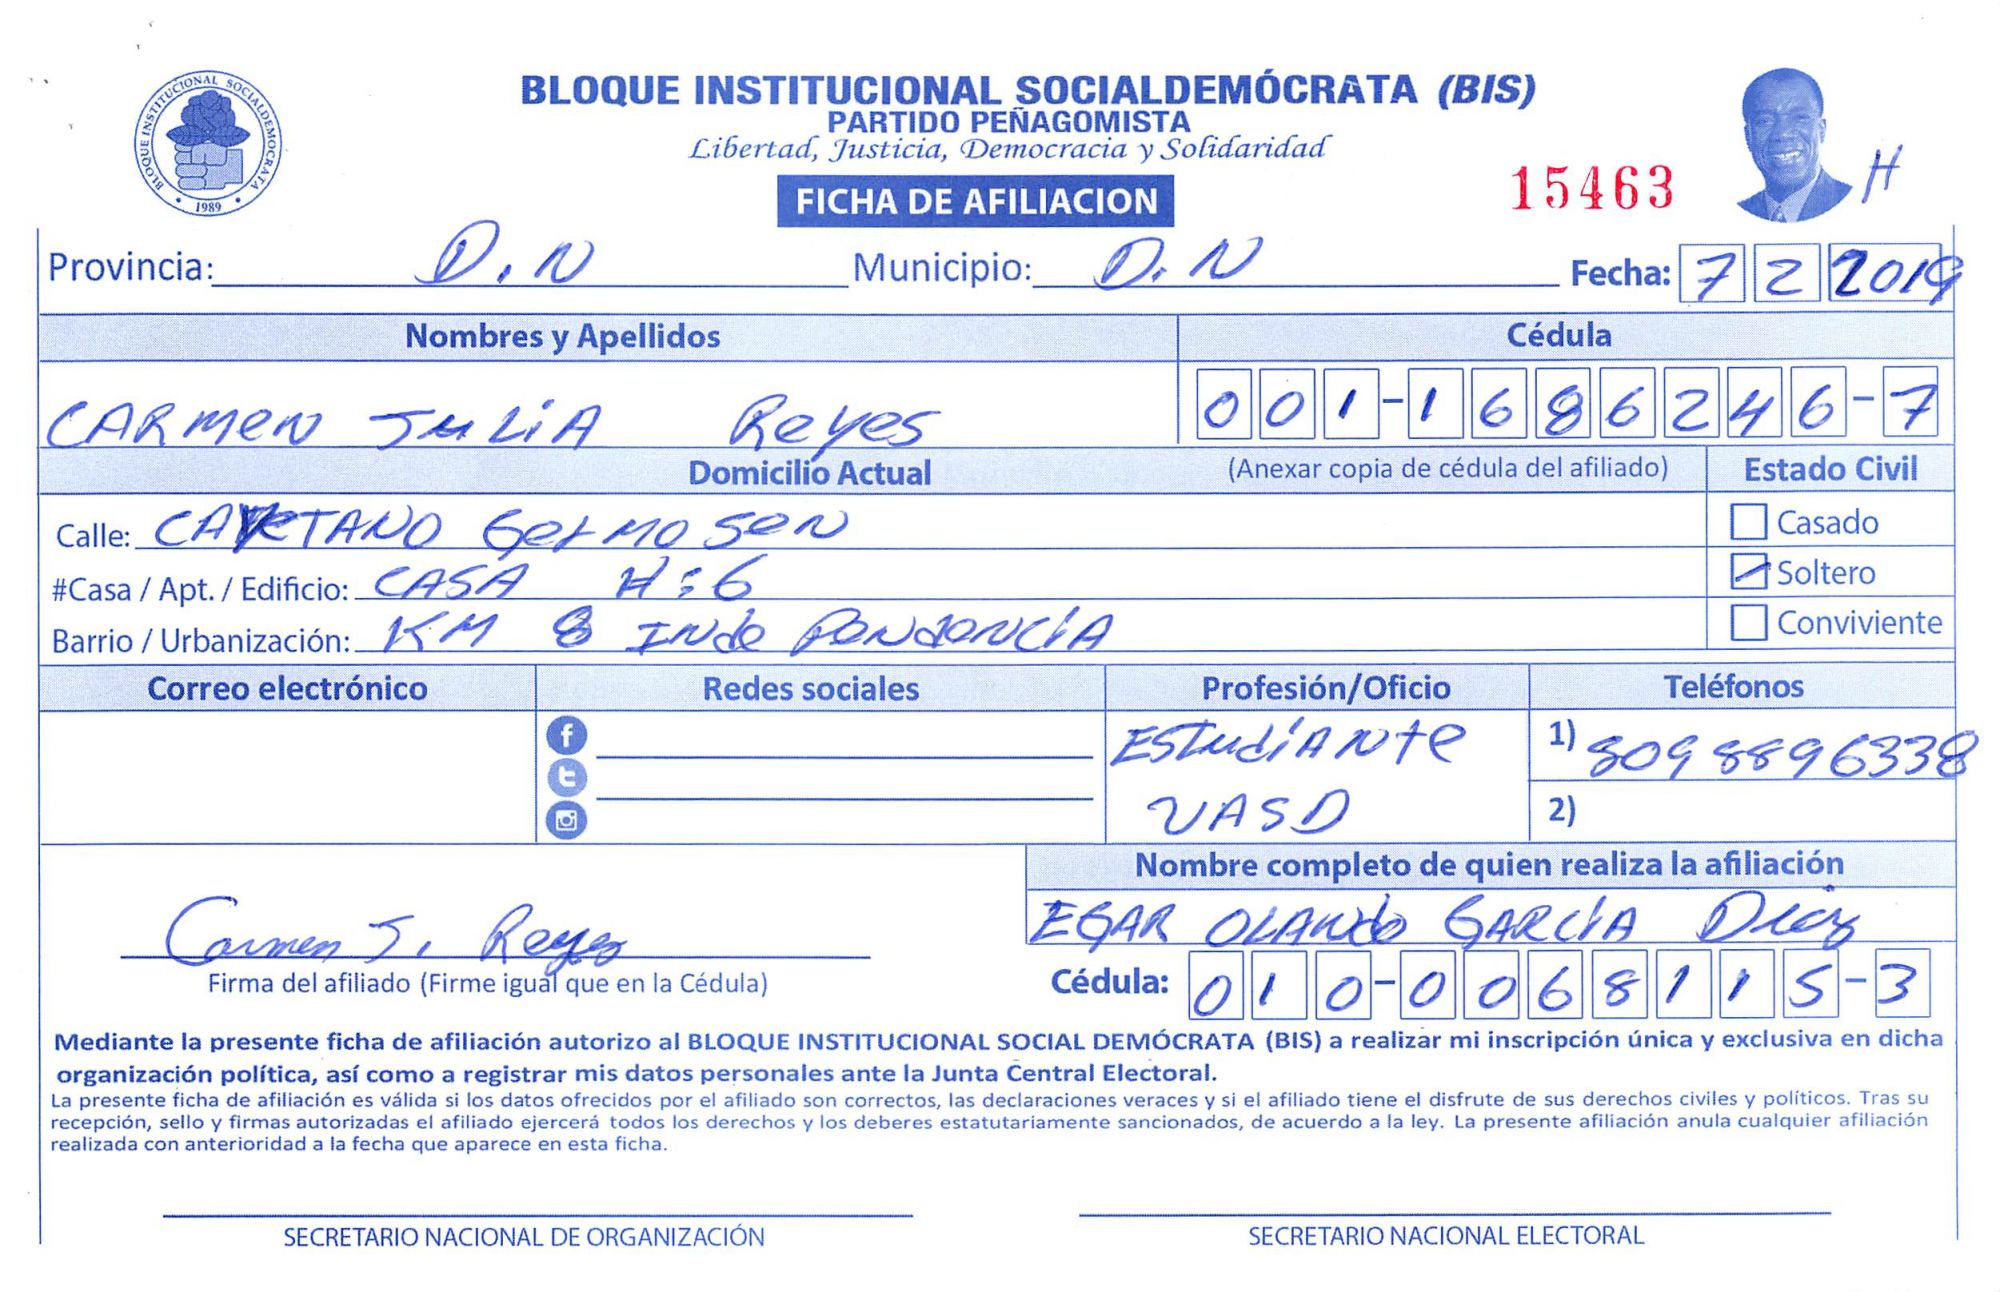 BLOQUE INSTITUCIONAL SOCIALDEMOCRATA
1989
BLOQUE INSTITUCIONAL SOCIALDEMÓCRATA (BIS)
PARTIDO PEÑAGOMISTA
Libertad, Justicia, Democracia y Solidaridad
FICHA DE AFILIACION
15463
H
Provincia: D.N Municipio: D.N Fecha: 7 2 2019
Nombres y Apellidos Cédula
CARMEN JULIA Reyes 001-1686246-7
Domicilio Actual (Anexar copia de cédula del afiliado) Estado Civil
Calle: CAYETANO GerMosen Casado
#Casa / Apt. / Edificio: CASA #:6 Soltero
Barrio / Urbanización: KM 8 INdePeNdeNCiA Conviviente
Correo electrónico Redes sociales Profesión/Oficio Teléfonos
EStudiANte 1) 8098896338
UASD 2)
Nombre completo de quien realiza la afiliación
Carmen J. Reyes EGAR OLANdo GARCIA Diaz
Firma del afiliado (Firme igual que en la Cédula) Cédula: 010-0068115-3
Mediante la presente ficha de afiliación autorizo al BLOQUE INSTITUCIONAL SOCIAL DEMÓCRATA (BIS) a realizar mi inscripción única y exclusiva en dicha
organización política, así como a registrar mis datos personales ante la Junta Central Electoral.
La presente ficha de afiliación es válida si los datos ofrecidos por el afiliado son correctos, las declaraciones veraces y si el afiliado tiene el disfrute de sus derechos civiles y políticos. Tras su
recepción, sello y firmas autorizadas el afiliado ejercerá todos los derechos y los deberes estatutariamente sancionados, de acuerdo a la ley. La presente afiliación anula cualquier afiliación
realizada con anterioridad a la fecha que aparece en esta ficha.
SECRETARIO NACIONAL DE ORGANIZACIÓN SECRETARIO NACIONAL ELECTORAL